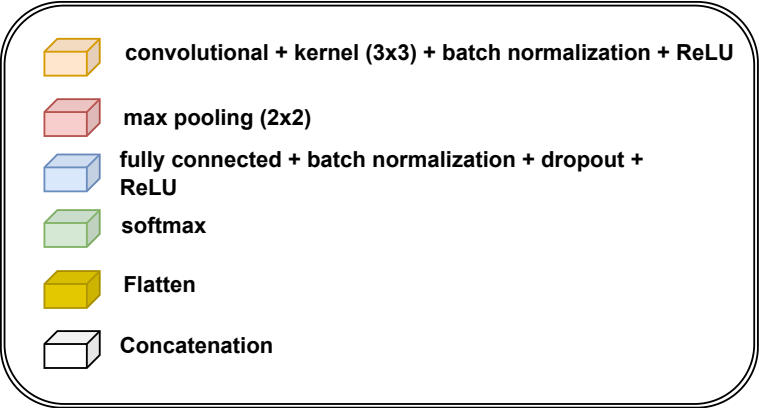 convolutional + kernel (3x3) + batch normalization + ReLU
max pooling (2x2)
fully connected + batch normalization + dropout +
ReLU
softmax
Flatten
Concatenation